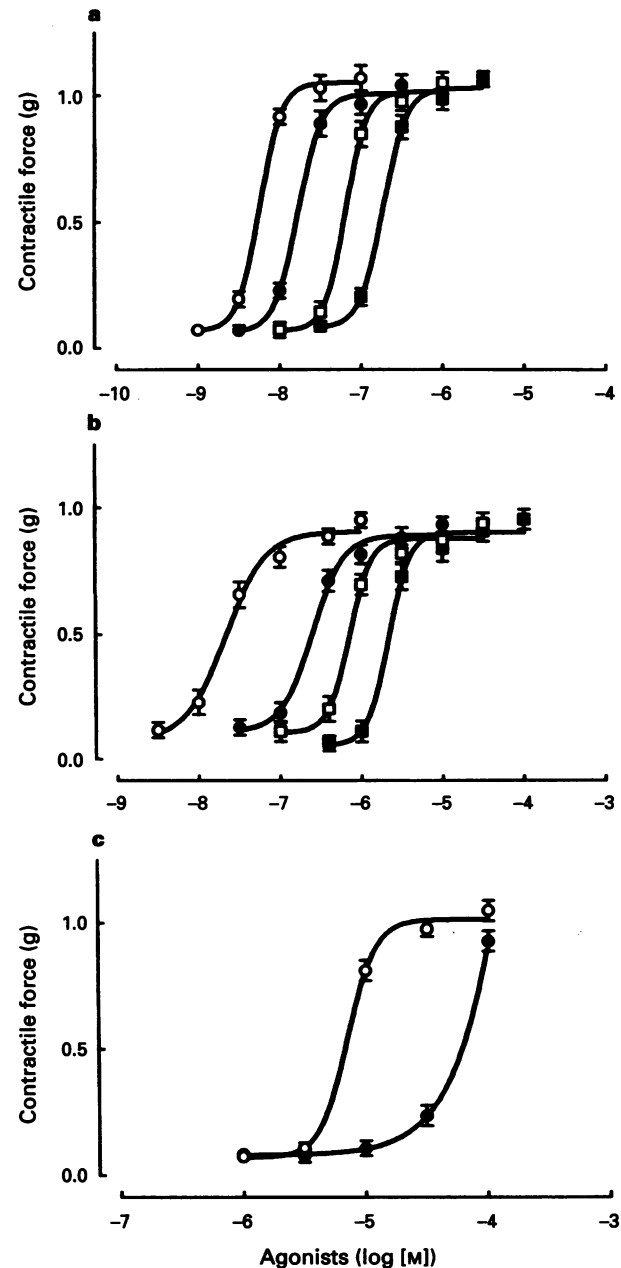 a
Contractile force (g)
1.0
0.5
0.0
–10 –9 –8 –7 –6 –5 –4
b
Contractile force (g)
1.0
0.5
0.0
–9 –8 –7 –6 –5 –4 –3
c
Contractile force (g)
1.0
0.5
0.0
–7 –6 –5 –4 –3
Agonists (log [M])